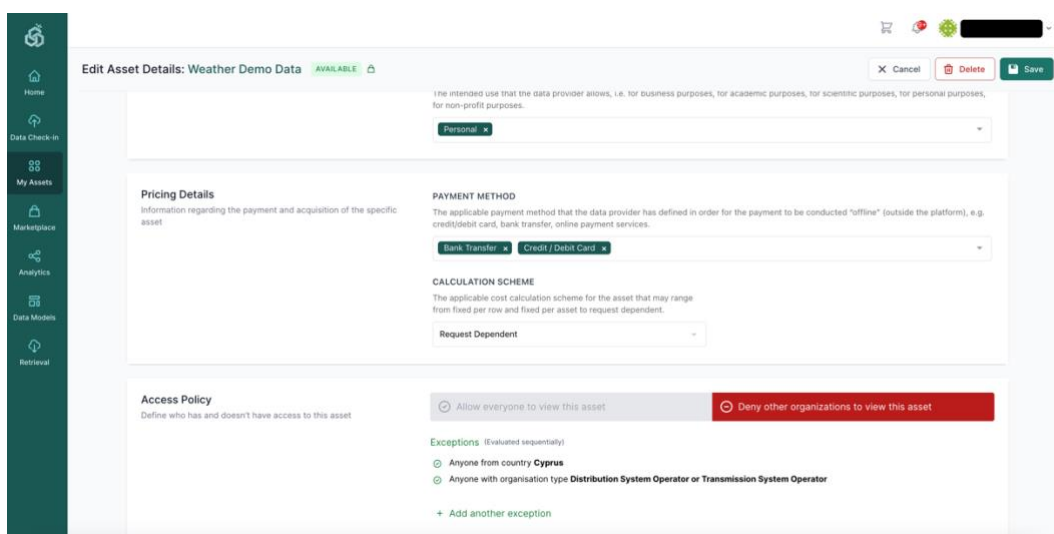 Edit Asset Details: Weather Demo Data AVAILABLE
Cancel
Delete
Save
Home
Data Check-in
My Assets
Marketplace
Analytics
Data Models
Retrieval
The intended use that the data provider allows, i.e. for business purposes, for academic purposes, for scientific purposes, for personal purposes,
for non-profit purposes.
Personal ×
Pricing Details
Information regarding the payment and acquisition of the specific
asset
PAYMENT METHOD
The applicable payment method that the data provider has defined in order for the payment to be conducted "offline" (outside the platform), e.g.
credit/debit card, bank transfer, online payment services.
Bank Transfer × Credit / Debit Card ×
CALCULATION SCHEME
The applicable cost calculation scheme for the asset that may range
from fixed per row and fixed per asset to request dependent.
Request Dependent
Access Policy
Define who has and doesn't have access to this asset
Allow everyone to view this asset
Deny other organizations to view this asset
Exceptions (Evaluated sequentially)
Anyone from country Cyprus
Anyone with organisation type Distribution System Operator or Transmission System Operator
+ Add another exception